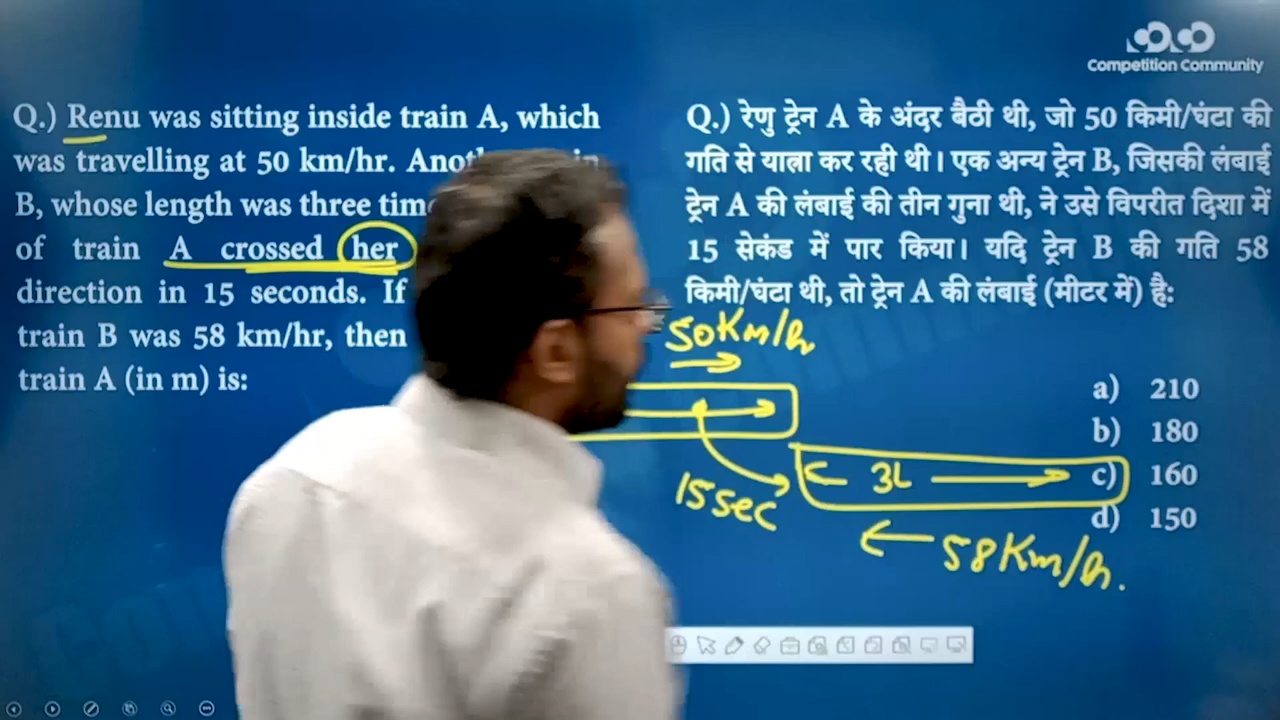 Competition Community
Q.) Renu was sitting inside train A, which
was travelling at 50 km/hr.
B, whose length was three
of train A crossed her
direction in 15 seconds. If
train B was 58 km/hr, then
train A (in m) is:
Q.) रेणु ट्रेन A के अंदर बैठी थी, जो 50 किमी/घंटा की
गति से यात्रा कर रही थी। एक अन्य ट्रेन B, जिसकी लंबाई
ट्रेन A की लंबाई की तीन गुना थी, ने उसे विपरीत दिशा में
15 सेकंड में पार किया। यदि ट्रेन B की गति 58
किमी/घंटा थी, तो ट्रेन A की लंबाई (मीटर में) है:
50Km/h
a) 210
b) 180
3L
c) 160
15sec
d) 150
58Km/h.